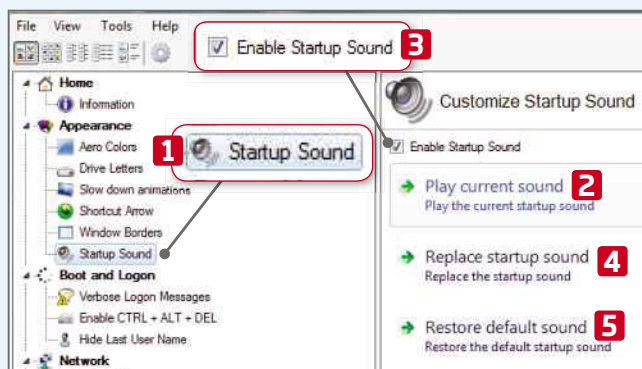 File View Tools Help
Enable Startup Sound 3
Home
Information
Appearance
Aero Colors
Drive Letters
Slow down animations
Shortcut Arrow
Window Borders
Startup Sound
1 Startup Sound
Boot and Logon
Verbose Logon Messages
Enable CTRL + ALT + DEL
Hide Last User Name
Network
Customize Startup Sound
Enable Startup Sound
Play current sound 2
Play the current startup sound
Replace startup sound 4
Replace the startup sound
Restore default sound 5
Restore the default startup sound